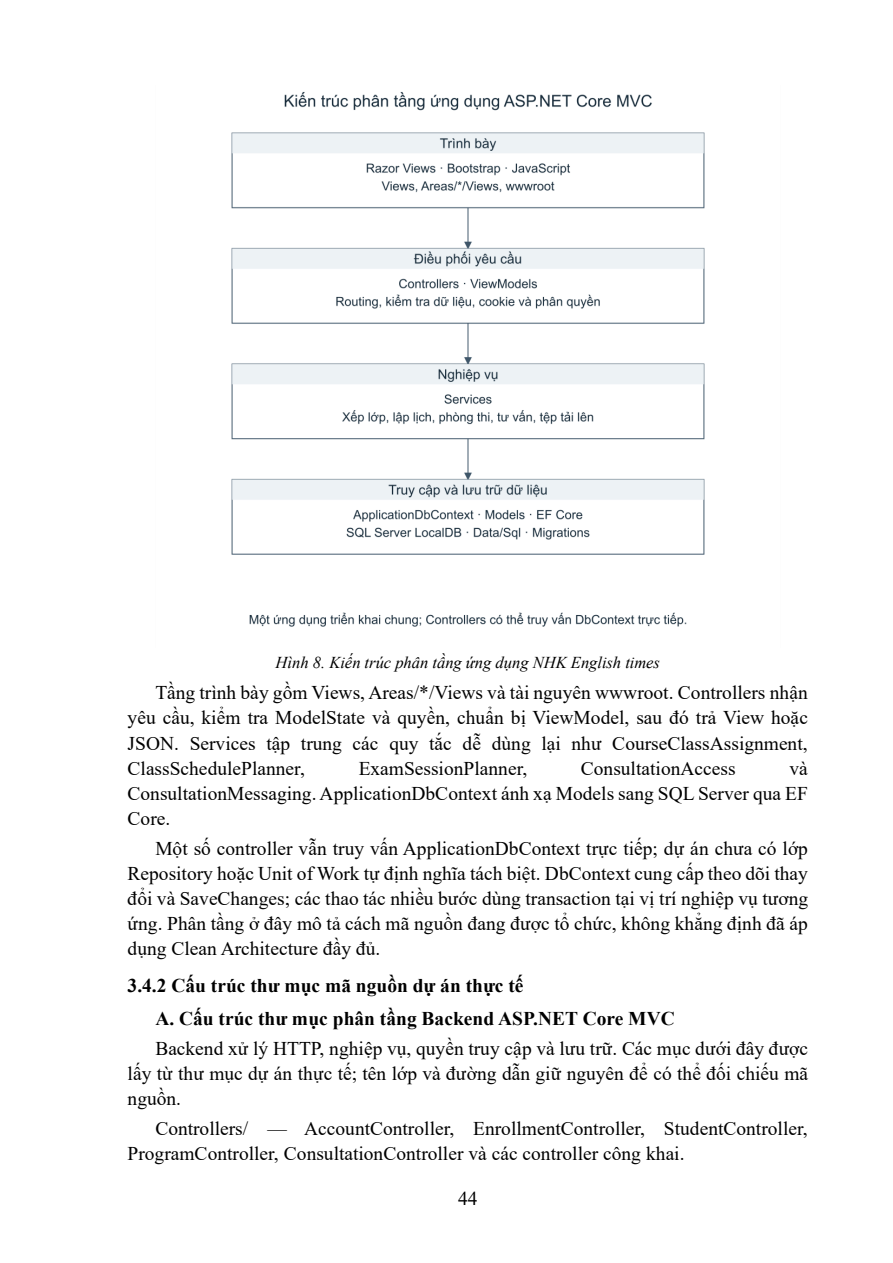 Kiến trúc phân tầng ứng dụng ASP.NET Core MVC
Trình bày
Razor Views · Bootstrap · JavaScript
Views, Areas/*/Views, wwwroot
Điều phối yêu cầu
Controllers · ViewModels
Routing, kiểm tra dữ liệu, cookie và phân quyền
Nghiệp vụ
Services
Xếp lớp, lập lịch, phòng thi, tư vấn, tệp tải lên
Truy cập và lưu trữ dữ liệu
ApplicationDbContext · Models · EF Core
SQL Server LocalDB · Data/Sql · Migrations
Một ứng dụng triển khai chung; Controllers có thể truy vấn DbContext trực tiếp.
Hình 8. Kiến trúc phân tầng ứng dụng NHK English times
Tầng trình bày gồm Views, Areas/*/Views và tài nguyên wwwroot. Controllers nhận
yêu cầu, kiểm tra ModelState và quyền, chuẩn bị ViewModel, sau đó trả View hoặc
JSON. Services tập trung các quy tắc dễ dùng lại như CourseClassAssignment,
ClassSchedulePlanner, ExamSessionPlanner, ConsultationAccess và
ConsultationMessaging. ApplicationDbContext ánh xạ Models sang SQL Server qua EF
Core.
Một số controller vẫn truy vấn ApplicationDbContext trực tiếp; dự án chưa có lớp
Repository hoặc Unit of Work tự định nghĩa tách biệt. DbContext cung cấp theo dõi thay
đổi và SaveChanges; các thao tác nhiều bước dùng transaction tại vị trí nghiệp vụ tương
ứng. Phân tầng ở đây mô tả cách mã nguồn đang được tổ chức, không khẳng định đã áp
dụng Clean Architecture đầy đủ.
3.4.2 Cấu trúc thư mục mã nguồn dự án thực tế
A. Cấu trúc thư mục phân tầng Backend ASP.NET Core MVC
Backend xử lý HTTP, nghiệp vụ, quyền truy cập và lưu trữ. Các mục dưới đây được
lấy từ thư mục dự án thực tế; tên lớp và đường dẫn giữ nguyên để có thể đối chiếu mã
nguồn.
Controllers/ — AccountController, EnrollmentController, StudentController,
ProgramController, ConsultationController và các controller công khai.
44